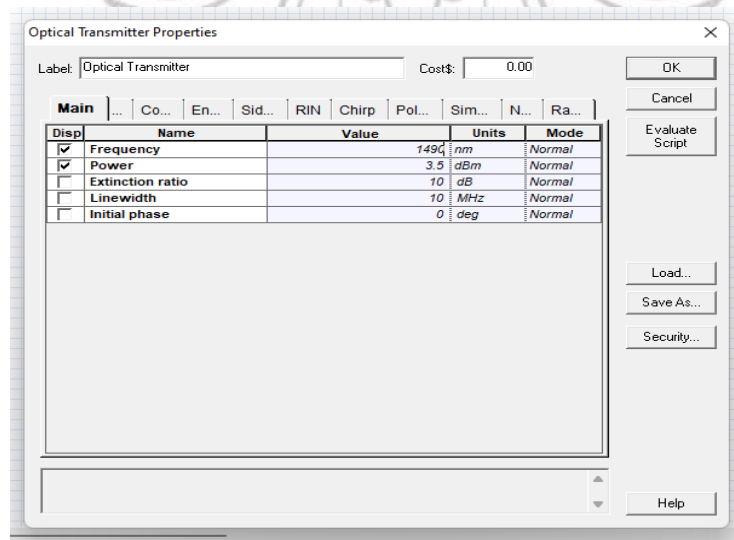 Optical Transmitter Properties
Label: Optical Transmitter Cost$: 0.00 OK
Main ... Co... En... Sid... RIN Chirp Pol... Sim... N... Ra... Cancel
Disp Name Value Units Mode Evaluate Script
Frequency 1490 nm Normal
Power 3.5 dBm Normal
Extinction ratio 10 dB Normal
Linewidth 10 MHz Normal
Initial phase 0 deg Normal
Load...
Save As...
Security...
Help